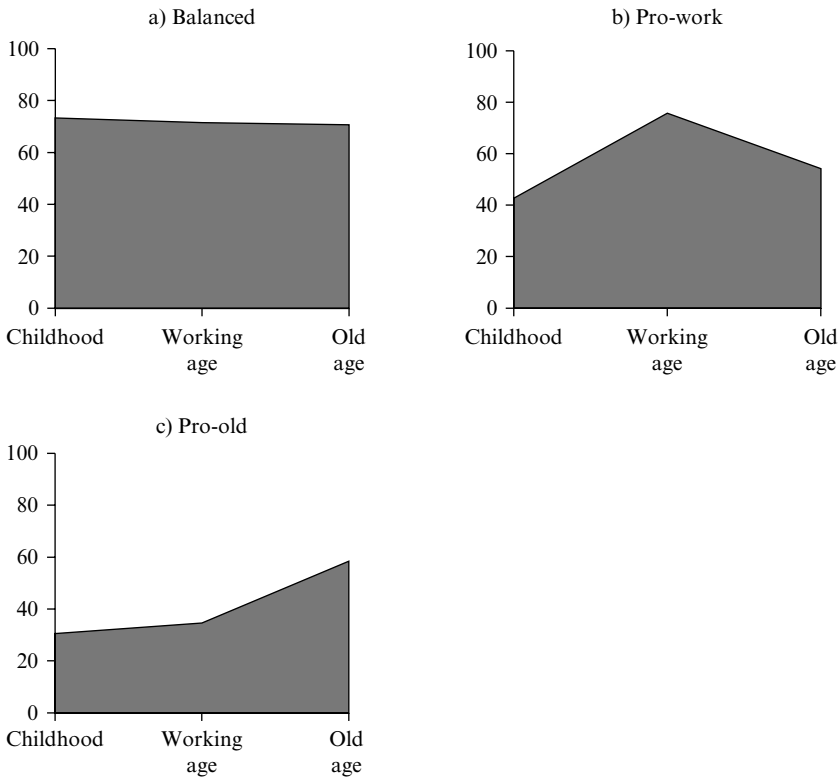 a) Balanced
100
80
60
40
20
0
Childhood
Working
age
Old
age
b) Pro-work
100
80
60
40
20
0
Childhood
Working
age
Old
age
c) Pro-old
100
80
60
40
20
0
Childhood
Working
age
Old
age